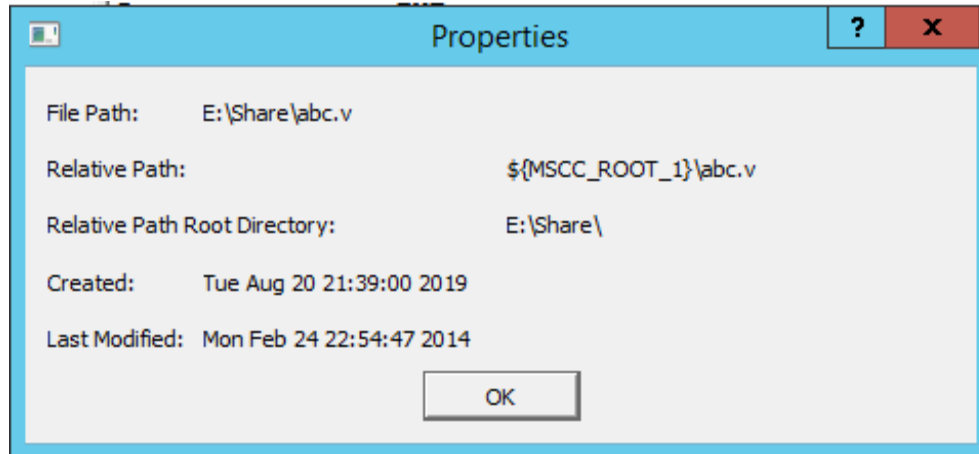 Properties
? x
File Path: E:\Share\abc.v
Relative Path: ${MSCC_ROOT_1}\abc.v
Relative Path Root Directory: E:\Share\
Created: Tue Aug 20 21:39:00 2019
Last Modified: Mon Feb 24 22:54:47 2014
OK